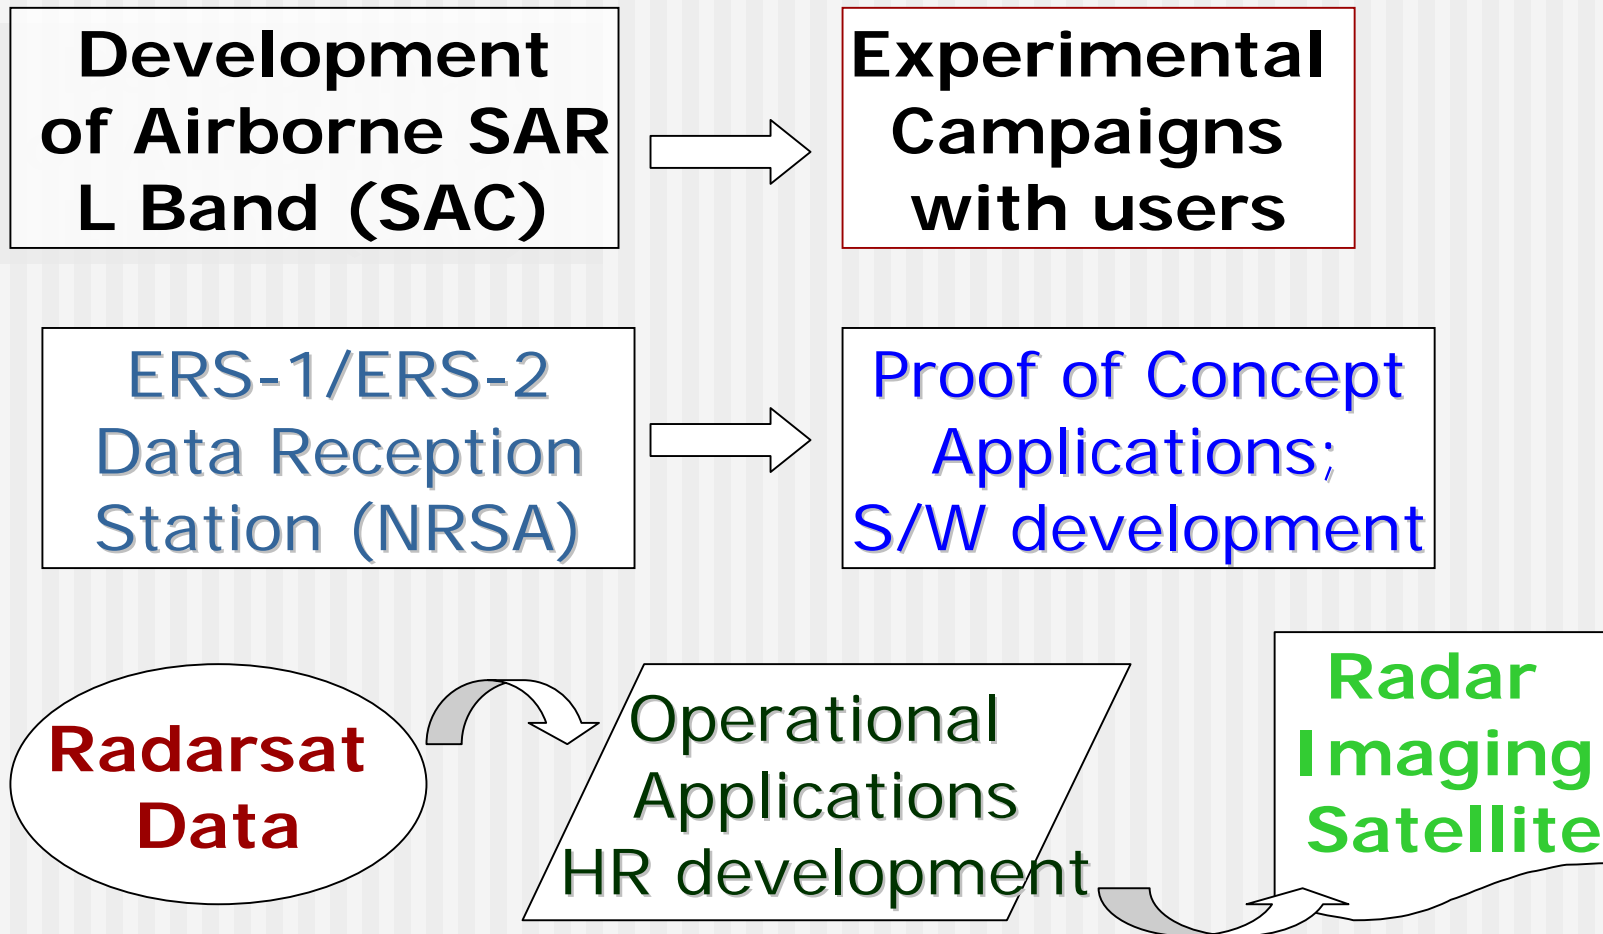 Development
of Airborne SAR
L Band (SAC)
Experimental
Campaigns
with users
ERS-1/ERS-2
Data Reception
Station (NRSA)
Proof of Concept
Applications;
S/W development
Radarsat
Data
Operational
Applications
HR development
Radar
Imaging
Satellite